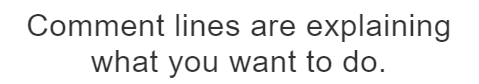 Comment lines are explaining
what you want to do.